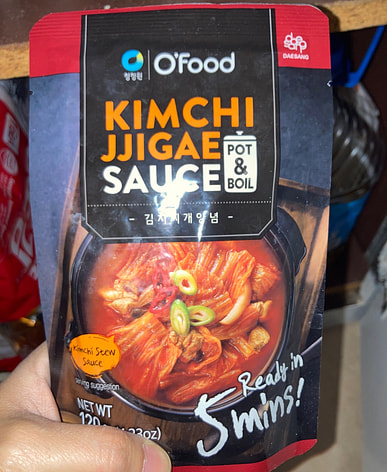 청정원
O'Food
daesang
DAESANG
KIMCHI
JJIGAE
SAUCE
POT
&
BOIL
- 김치찌개양념 -
Kimchi Stew
Sauce
serving suggestion
Ready in
5 mins!
NET WT